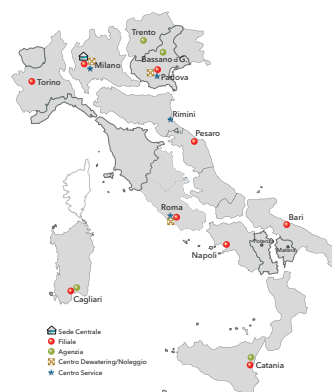 Trento
Bassano d G.
Milano
Padova
Torino
Rimini
Pesaro
Roma
Bari
Napoli
Potenza
Matera
Cagliari
Catania
Sede Centrale
Filiale
Agenzia
Centro Dewatering/Noleggio
Centro Service